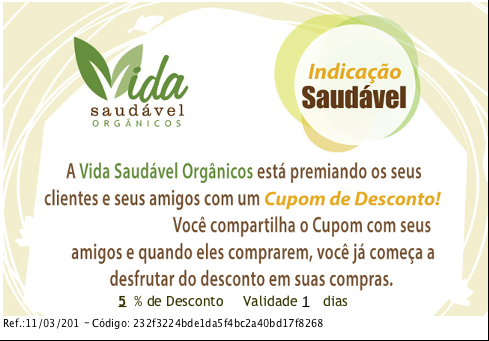 Vida
saudável
ORGÂNICOS
Indicação
Saudável
A Vida Saudável Orgânicos está premiando os seus
clientes e seus amigos com um Cupom de Desconto!
Você compartilha o Cupom com seus
amigos e quando eles comprarem, você já começa a
desfrutar do desconto em suas compras.
5 % de Desconto Validade 1 dias
Ref.:11/03/201 - Código: 232f3224bde1da5f4bc2a40bd17f8268